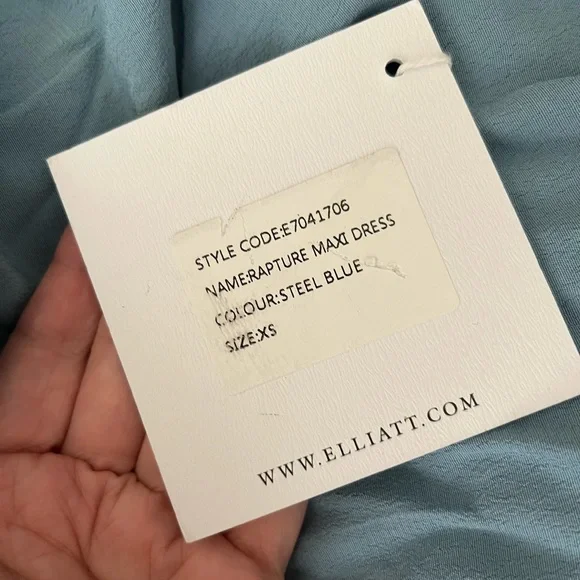 STYLE CODE:E7041706
NAME:RAPTURE MAXI DRESS
COLOUR:STEEL BLUE
SIZE:XS
WWW.ELLIATT.COM